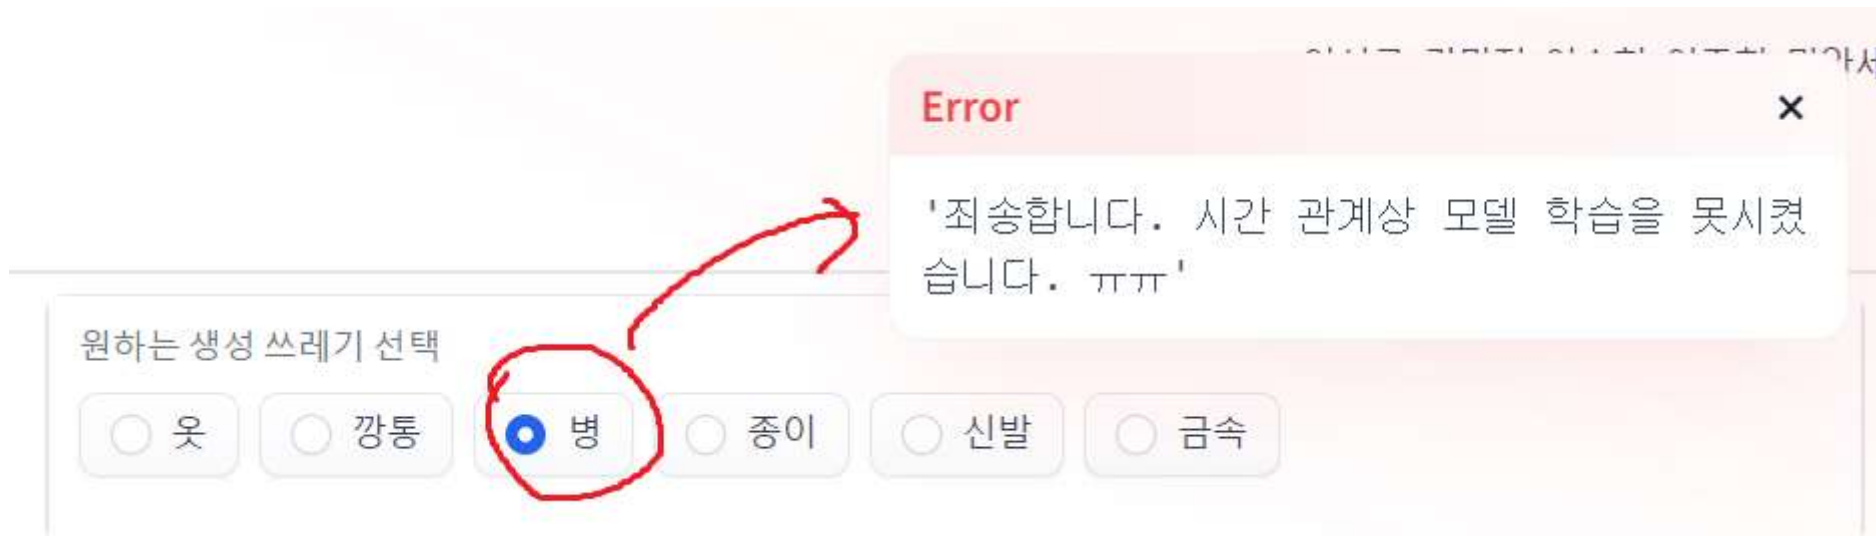 Error
'죄송합니다. 시간 관계상 모델 학습을 못시켰
습니다. ㅠㅠ'
원하는 생성 쓰레기 선택
옷 깡통 병 종이 신발 금속